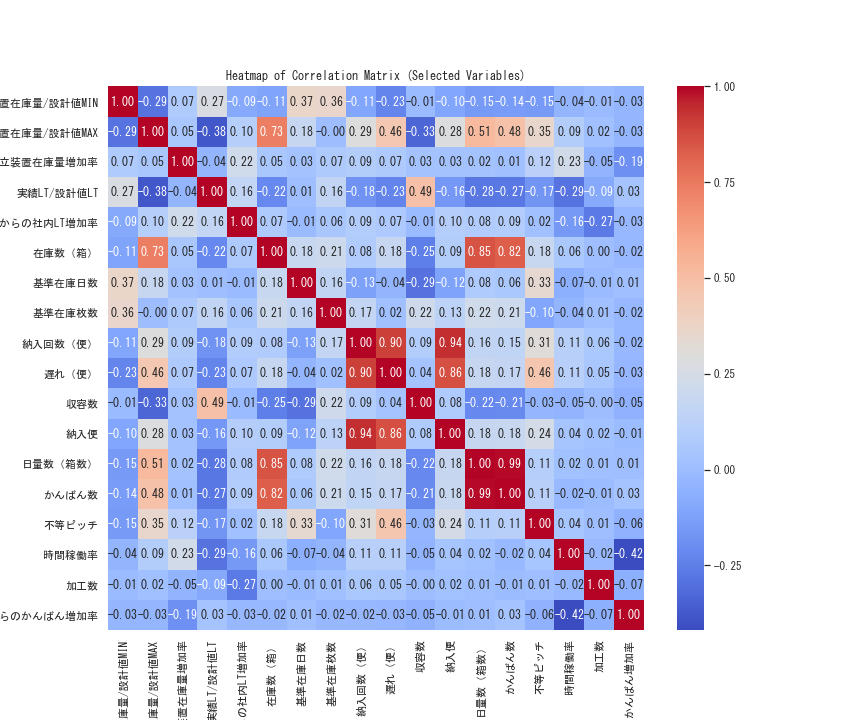 Heatmap of Correlation Matrix (Selected Variables)
置在庫量/設計値MIN 1.00 -0.29 0.07 0.27 -0.09 -0.11 0.37 0.36 -0.11 -0.23 -0.01 -0.10 -0.15 -0.14 -0.15 -0.04 -0.01 -0.03
置在庫量/設計値MAX -0.29 1.00 0.05 -0.38 0.10 0.73 0.18 -0.00 0.29 0.46 -0.33 0.28 0.51 0.48 0.35 0.09 0.02 -0.03
立装置在庫量増加率 0.07 0.05 1.00 -0.04 0.22 0.05 0.03 0.07 0.09 0.07 0.03 0.03 0.02 0.01 0.12 0.23 -0.05 -0.19
実績LT/設計値LT 0.27 -0.38 -0.04 1.00 0.16 -0.22 0.01 0.16 -0.18 -0.23 0.49 -0.16 -0.28 -0.27 -0.17 -0.29 -0.09 0.03
からの社内LT増加率 -0.09 0.10 0.22 0.16 1.00 0.07 -0.01 0.06 0.09 0.07 -0.01 0.10 0.08 0.09 0.02 -0.16 -0.27 -0.03
在庫数（箱） -0.11 0.73 0.05 -0.22 0.07 1.00 0.18 0.21 0.08 0.18 -0.25 0.09 0.85 0.82 0.18 0.06 0.00 -0.02
基準在庫日数 0.37 0.18 0.03 0.01 -0.01 0.18 1.00 0.16 -0.13 -0.04 -0.29 -0.12 0.08 0.06 0.33 -0.07 -0.01 0.01
基準在庫枚数 0.36 -0.00 0.07 0.16 0.06 0.21 0.16 1.00 0.17 0.02 0.22 0.13 0.22 0.21 -0.10 -0.04 0.01 -0.02
納入回数（便） -0.11 0.29 0.09 -0.18 0.09 0.08 -0.13 0.17 1.00 0.90 0.09 0.94 0.16 0.15 0.31 0.11 0.06 -0.02
遅れ（便） -0.23 0.46 0.07 -0.23 0.07 0.18 -0.04 0.02 0.90 1.00 0.04 0.86 0.18 0.17 0.46 0.11 0.05 -0.03
収容数 -0.01 -0.33 0.03 0.49 -0.01 -0.25 -0.29 0.22 0.09 0.04 1.00 0.08 -0.22 -0.21 -0.03 -0.05 -0.00 -0.05
納入便 -0.10 0.28 0.03 -0.16 0.10 0.09 -0.12 0.13 0.94 0.86 0.08 1.00 0.18 0.18 0.24 0.04 0.02 -0.01
日量数（箱数） -0.15 0.51 0.02 -0.28 0.08 0.85 0.08 0.22 0.16 0.18 -0.22 0.18 1.00 0.99 0.11 0.02 0.01 0.01
かんばん数 -0.14 0.48 0.01 -0.27 0.09 0.82 0.06 0.21 0.15 0.17 -0.21 0.18 0.99 1.00 0.11 -0.02 -0.01 0.03
不等ピッチ -0.15 0.35 0.12 -0.17 0.02 0.18 0.33 -0.10 0.31 0.46 -0.03 0.24 0.11 0.11 1.00 0.04 0.01 -0.06
時間稼働率 -0.04 0.09 0.23 -0.29 -0.16 0.06 -0.07 -0.04 0.11 0.11 -0.05 0.04 0.02 -0.02 0.04 1.00 -0.02 -0.42
加工数 -0.01 0.02 -0.05 -0.09 -0.27 0.00 -0.01 0.01 0.06 0.05 -0.00 0.02 0.01 -0.01 0.01 -0.02 1.00 -0.07
らのかんばん増加率 -0.03 -0.03 -0.19 0.03 -0.03 -0.02 0.01 -0.02 -0.02 -0.03 -0.05 -0.01 0.01 0.03 -0.06 -0.42 -0.07 1.00
庫量/設計値MIN
庫量/設計値MAX
置在庫量増加率
実績LT/設計値LT
の社内LT増加率
在庫数（箱）
基準在庫日数
基準在庫枚数
納入回数（便）
遅れ（便）
収容数
納入便
日量数（箱数）
かんばん数
不等ピッチ
時間稼働率
加工数
かんばん増加率
1.00
0.75
0.50
0.25
0.00
-0.25